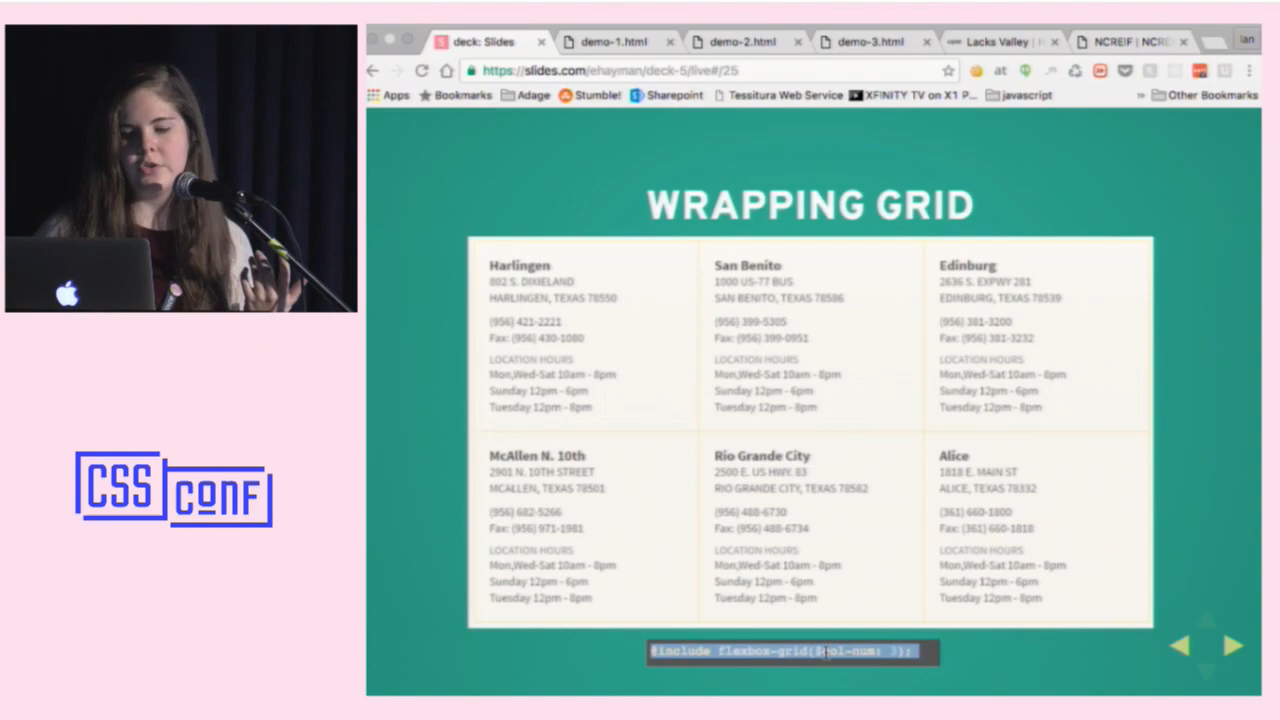 deck: Slides
demo-1.html
demo-2.html
demo-3.html
Lacks Valley
NCREIF | NCRE
Ian
https://slides.com/ehayman/deck-5/live#/25
at
Apps
Bookmarks
Adage
Stumble!
Sharepoint
Tessitura Web Service
XFINITY TV on X1 P...
javascript
»
Other Bookmarks
WRAPPING GRID
Harlingen
802 S. DIXIELAND
HARLINGEN, TEXAS 78550
(956) 421-2221
Fax: (956) 430-1080
LOCATION HOURS
Mon,Wed-Sat 10am - 8pm
Sunday 12pm - 6pm
Tuesday 12pm - 8pm
San Benito
1000 US-77 BUS
SAN BENITO, TEXAS 78586
(956) 399-5305
Fax: (956) 399-0951
LOCATION HOURS
Mon,Wed-Sat 10am - 8pm
Sunday 12pm - 6pm
Tuesday 12pm - 8pm
Edinburg
2636 S. EXPWY 281
EDINBURG, TEXAS 78539
(956) 381-3200
Fax: (956) 381-3232
LOCATION HOURS
Mon,Wed-Sat 10am - 8pm
Sunday 12pm - 6pm
Tuesday 12pm - 8pm
McAllen N. 10th
2901 N. 10TH STREET
MCALLEN, TEXAS 78501
(956) 682-5266
Fax: (956) 971-1981
LOCATION HOURS
Mon,Wed-Sat 10am - 8pm
Sunday 12pm - 6pm
Tuesday 12pm - 8pm
Rio Grande City
2500 E. US HWY. 83
RIO GRANDE CITY, TEXAS 78582
(956) 488-6730
Fax: (956) 488-6734
LOCATION HOURS
Mon,Wed-Sat 10am - 8pm
Sunday 12pm - 6pm
Tuesday 12pm - 8pm
Alice
1818 E. MAIN ST
ALICE, TEXAS 78332
(361) 660-1800
Fax: (361) 660-1818
LOCATION HOURS
Mon,Wed-Sat 10am - 8pm
Sunday 12pm - 6pm
Tuesday 12pm - 8pm
@include flexbox-grid($col-num: 3);
CSS
CONF